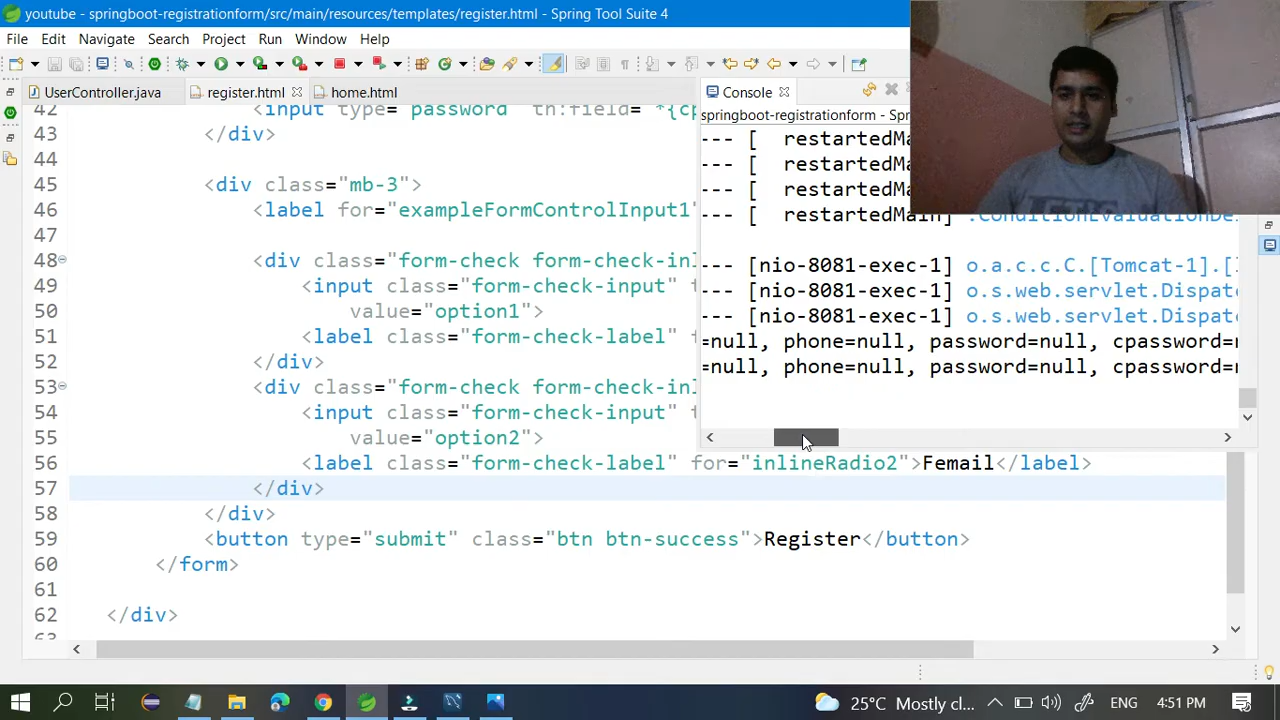 youtube - springboot-registrationform/src/main/resources/templates/register.html - Spring Tool Suite 4
File Edit Navigate Search Project Run Window Help
UserController.java register.html home.html
Console
springboot-registrationform - Spr
42 <input type="password" th:field="*{cp
43 </div>
44
45 <div class="mb-3">
46 <label for="exampleFormControlInput1"
47
48 <div class="form-check form-check-inl
49 <input class="form-check-input" t
50 value="option1">
51 <label class="form-check-label" f
52 </div>
53 <div class="form-check form-check-inl
54 <input class="form-check-input" t
55 value="option2">
56 <label class="form-check-label" for="inlineRadio2">Femail</label>
57 </div>
58 </div>
59 <button type="submit" class="btn btn-success">Register</button>
60 </form>
61
62 </div>
63
--- [ restartedMa
--- [ restartedMa
--- [ restartedMa
--- [ restartedMain] .ConditionEvaluationDe
--- [nio-8081-exec-1] o.a.c.c.C.[Tomcat-1].[
--- [nio-8081-exec-1] o.s.web.servlet.Dispatc
--- [nio-8081-exec-1] o.s.web.servlet.Dispatc
=null, phone=null, password=null, cpassword=n
=null, phone=null, password=null, cpassword=n
25°C Mostly cl... ENG 4:51 PM